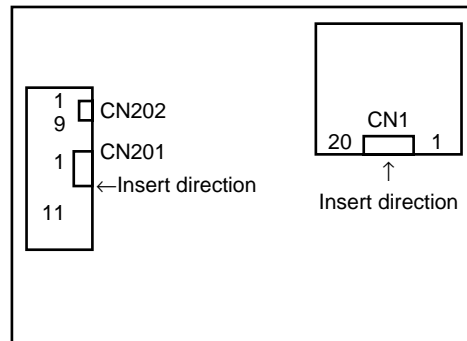 1
CN202
9
CN201
1
←Insert direction
11
CN1
20
1
↑
Insert direction